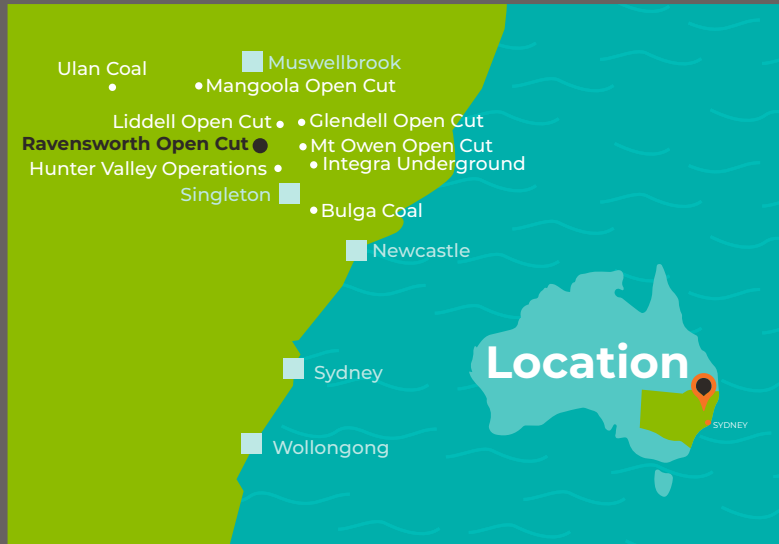 Muswellbrook
Ulan Coal
Mangoola Open Cut
Liddell Open Cut
Glendell Open Cut
Ravensworth Open Cut
Mt Owen Open Cut
Integra Underground
Hunter Valley Operations
Singleton
Bulga Coal
Newcastle
Location
Sydney
SYDNEY
Wollongong